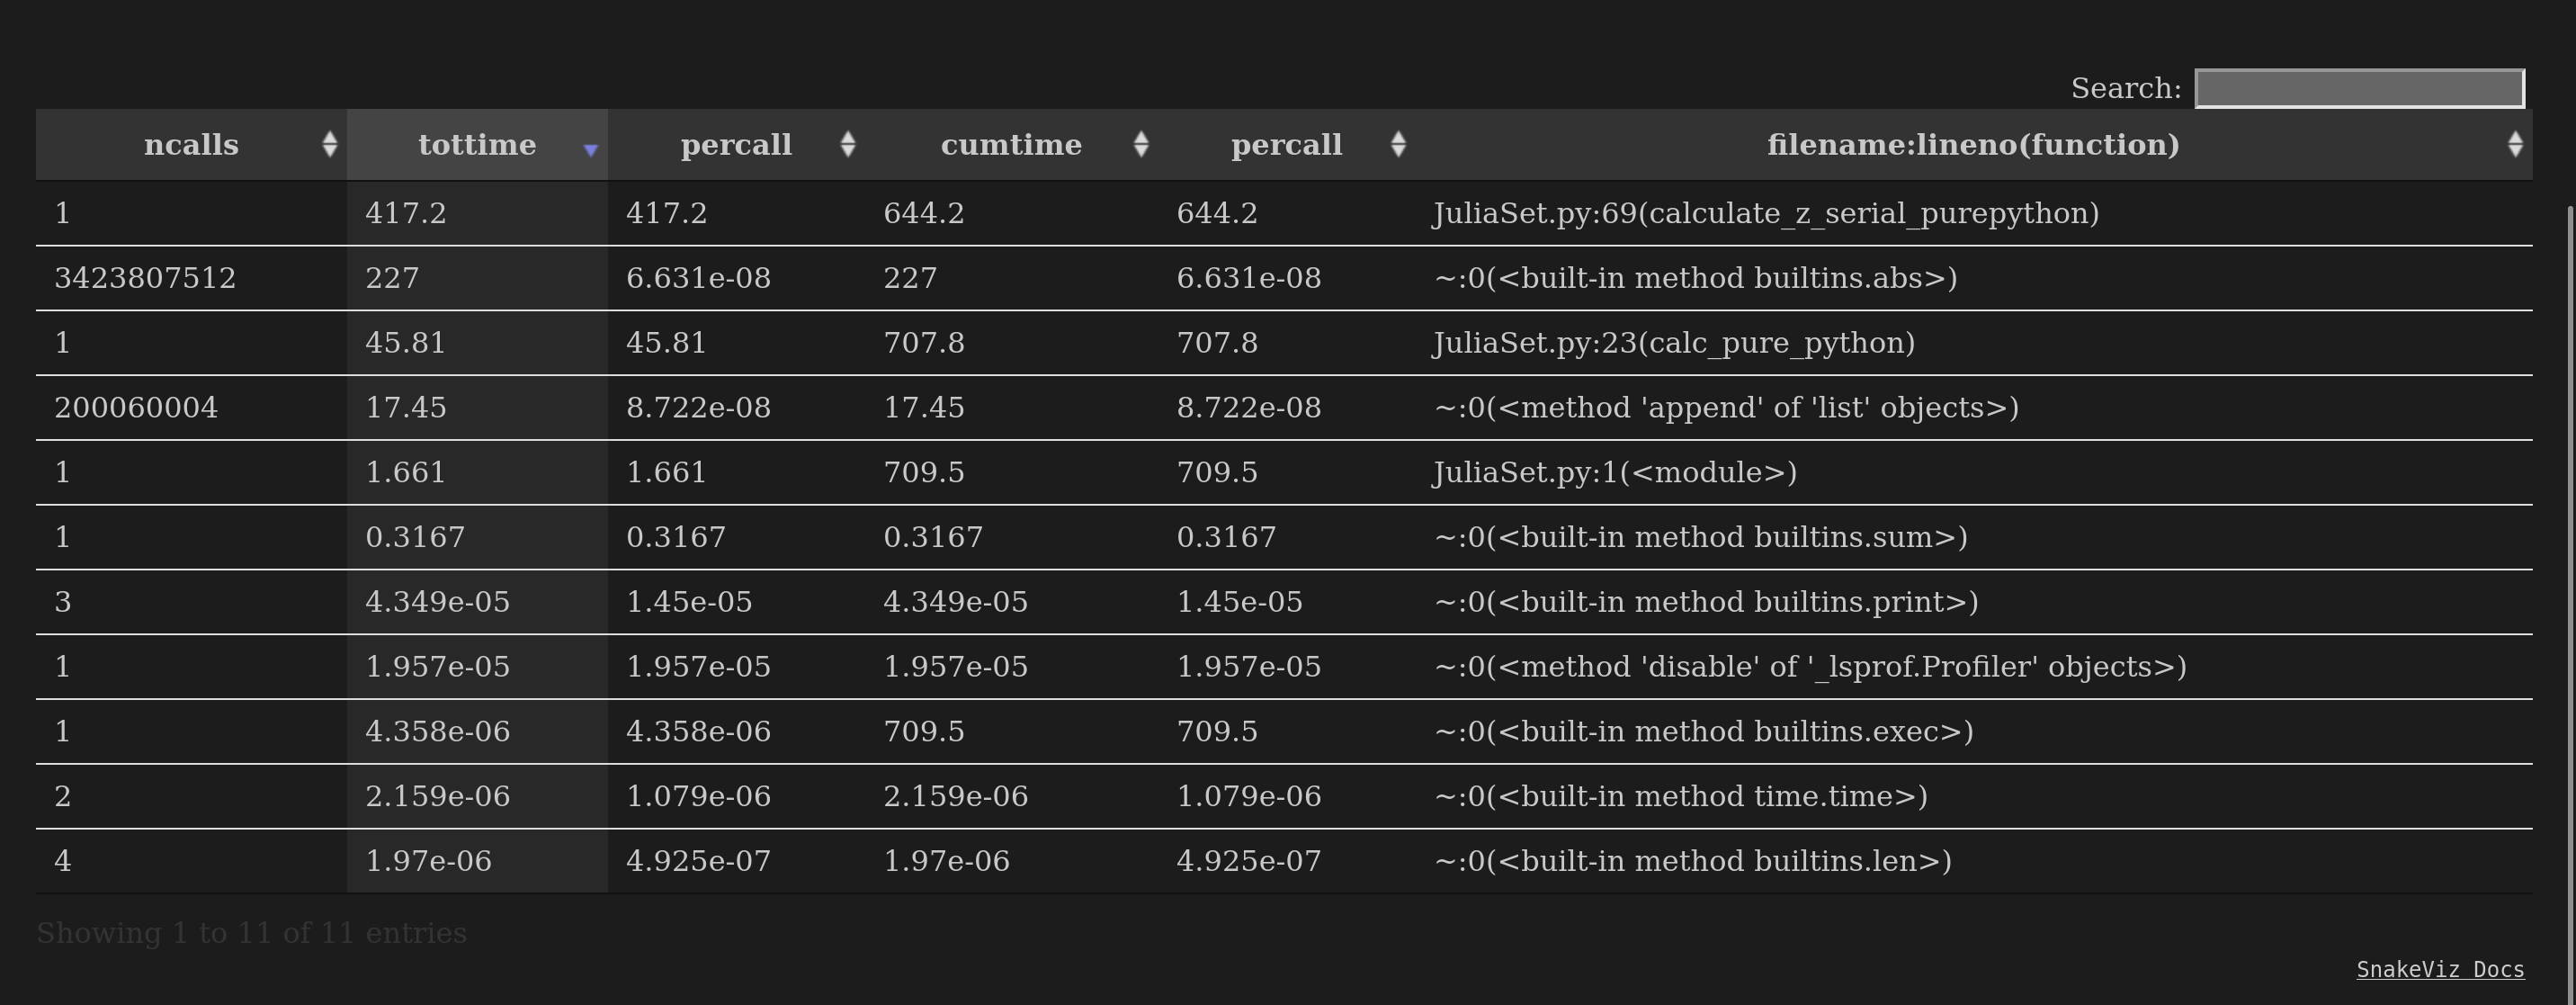 Search:
ncalls tottime percall cumtime percall filename:lineno(function)
1 417.2 417.2 644.2 644.2 JuliaSet.py:69(calculate_z_serial_purepython)
3423807512 227 6.631e-08 227 6.631e-08 ~:0(<built-in method builtins.abs>)
1 45.81 45.81 707.8 707.8 JuliaSet.py:23(calc_pure_python)
200060004 17.45 8.722e-08 17.45 8.722e-08 ~:0(<method 'append' of 'list' objects>)
1 1.661 1.661 709.5 709.5 JuliaSet.py:1(<module>)
1 0.3167 0.3167 0.3167 0.3167 ~:0(<built-in method builtins.sum>)
3 4.349e-05 1.45e-05 4.349e-05 1.45e-05 ~:0(<built-in method builtins.print>)
1 1.957e-05 1.957e-05 1.957e-05 1.957e-05 ~:0(<method 'disable' of '_lsprof.Profiler' objects>)
1 4.358e-06 4.358e-06 709.5 709.5 ~:0(<built-in method builtins.exec>)
2 2.159e-06 1.079e-06 2.159e-06 1.079e-06 ~:0(<built-in method time.time>)
4 1.97e-06 4.925e-07 1.97e-06 4.925e-07 ~:0(<built-in method builtins.len>)
Showing 1 to 11 of 11 entries
SnakeViz Docs